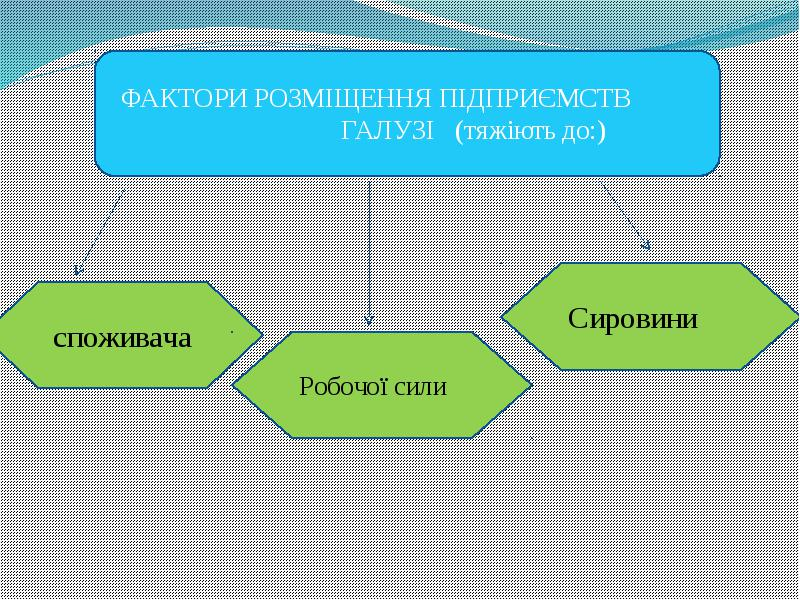 ФАКТОРИ РОЗМІЩЕННЯ ПІДПРИЄМСТВ
ГАЛУЗІ (тяжіють до:)
споживача
Робочої сили
Сировини